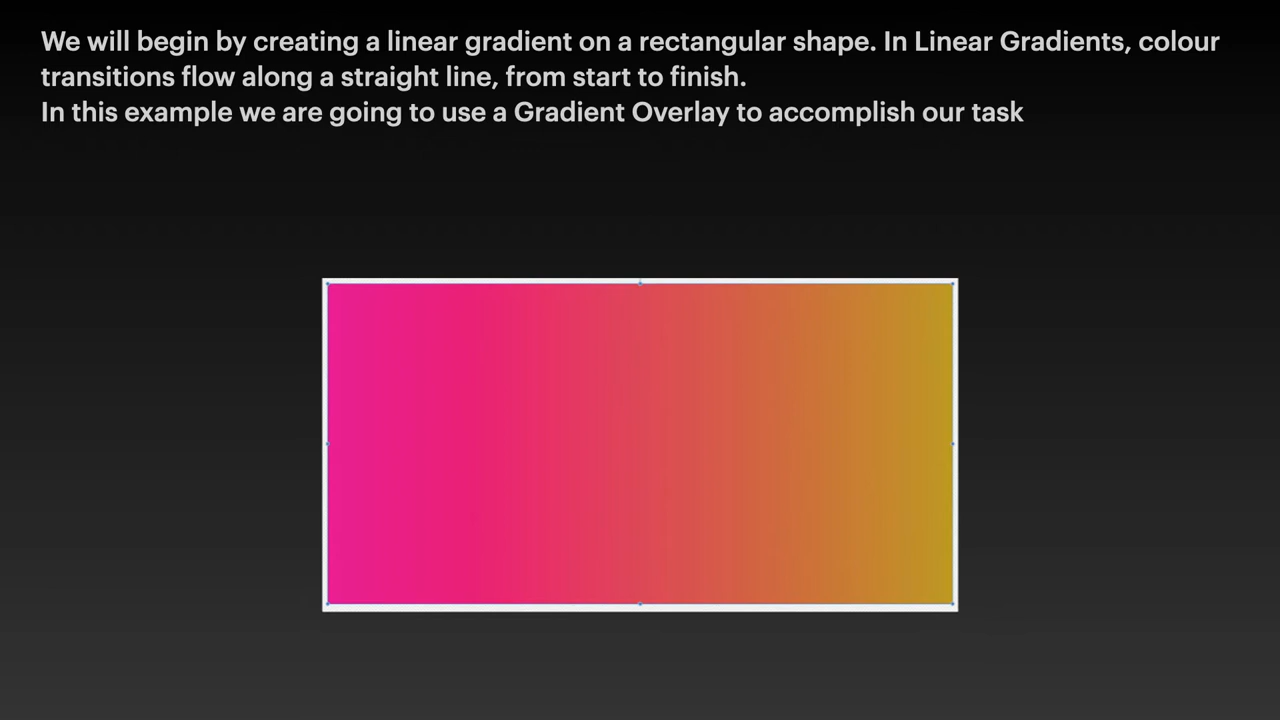 We will begin by creating a linear gradient on a rectangular shape. In Linear Gradients, colour
transitions flow along a straight line, from start to finish.
In this example we are going to use a Gradient Overlay to accomplish our task